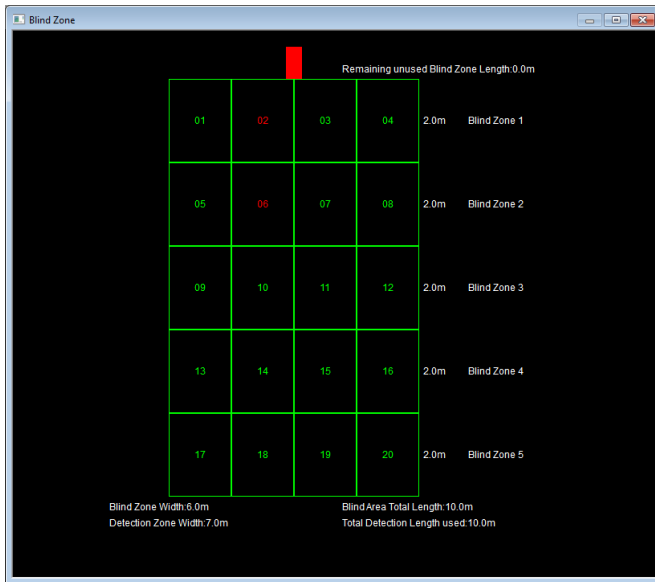 Blind Zone
Remaining unused Blind Zone Length:0.0m
01 02 03 04 2.0m Blind Zone 1
05 06 07 08 2.0m Blind Zone 2
09 10 11 12 2.0m Blind Zone 3
13 14 15 16 2.0m Blind Zone 4
17 18 19 20 2.0m Blind Zone 5
Blind Zone Width:6.0m Blind Area Total Length:10.0m
Detection Zone Width:7.0m Total Detection Length used:10.0m